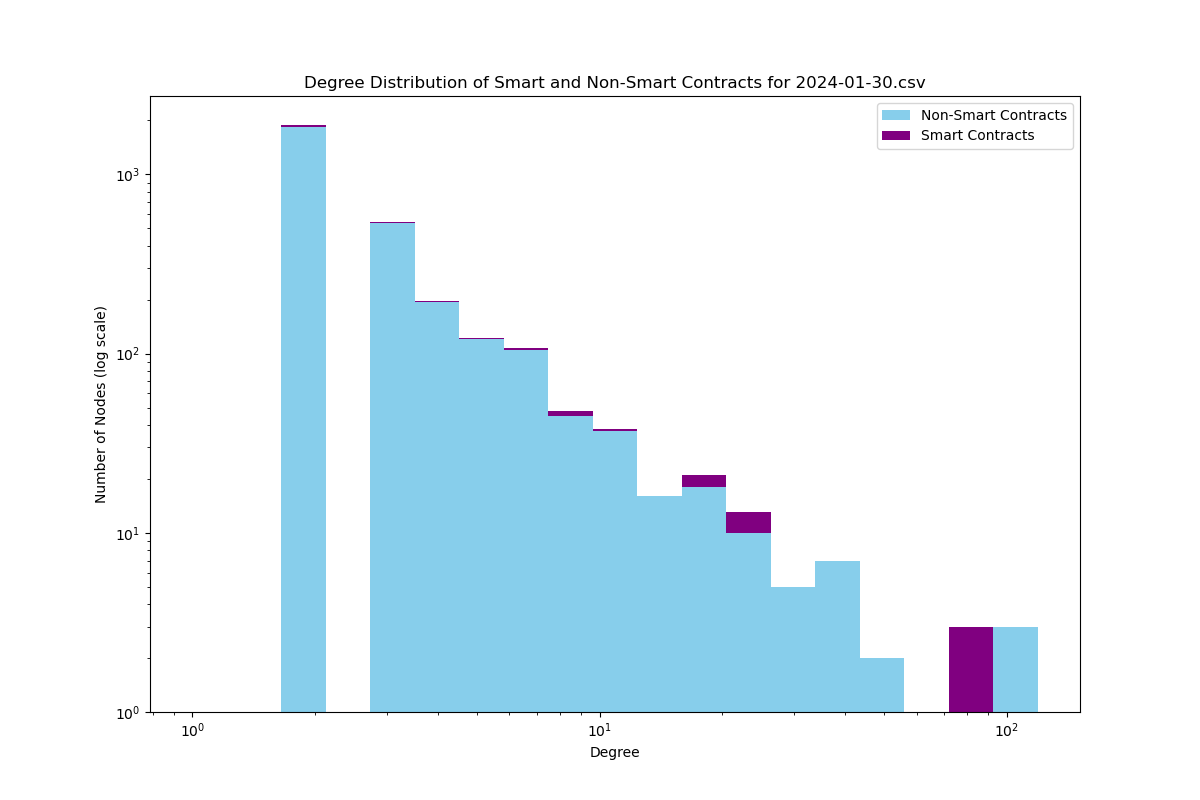 Degree Distribution of Smart and Non-Smart Contracts for 2024-01-30.csv
Non-Smart Contracts
Smart Contracts
Number of Nodes (log scale)
10³
10²
10¹
10⁰
10⁰ 10¹ 10²
Degree